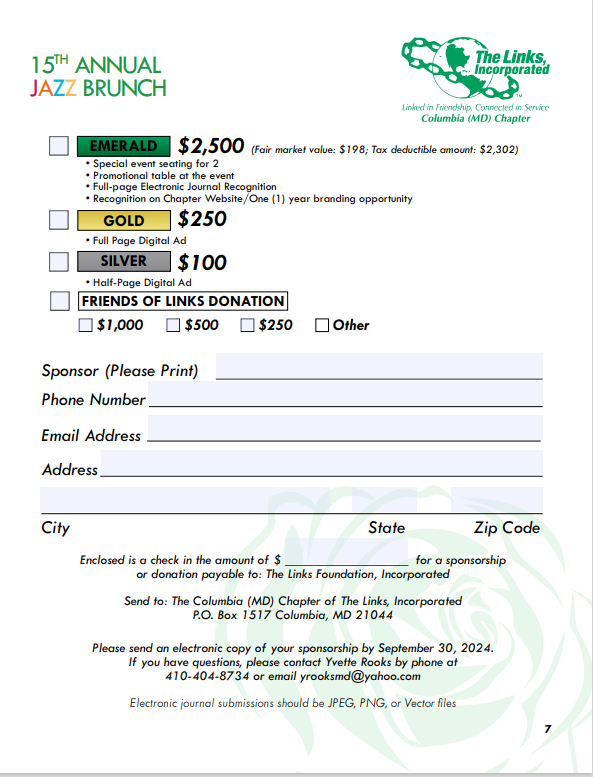 15TH ANNUAL
JAZZ BRUNCH
The Links,
Incorporated
TM
Linked in Friendship, Connected in Service
Columbia (MD) Chapter
EMERALD $2,500 (Fair market value: $198; Tax deductible amount: $2,302)
• Special event seating for 2
• Promotional table at the event
• Full-page Electronic Journal Recognition
• Recognition on Chapter Website/One (1) year branding opportunity
GOLD $250
• Full Page Digital Ad
SILVER $100
• Half-Page Digital Ad
FRIENDS OF LINKS DONATION
$1,000 $500 $250 Other
Sponsor (Please Print)
Phone Number
Email Address
Address
City State Zip Code
Enclosed is a check in the amount of $ for a sponsorship
or donation payable to: The Links Foundation, Incorporated
Send to: The Columbia (MD) Chapter of The Links, Incorporated
P.O. Box 1517 Columbia, MD 21044
Please send an electronic copy of your sponsorship by September 30, 2024.
If you have questions, please contact Yvette Rooks by phone at
410-404-8734 or email yrooksmd@yahoo.com
Electronic journal submissions should be JPEG, PNG, or Vector files
7